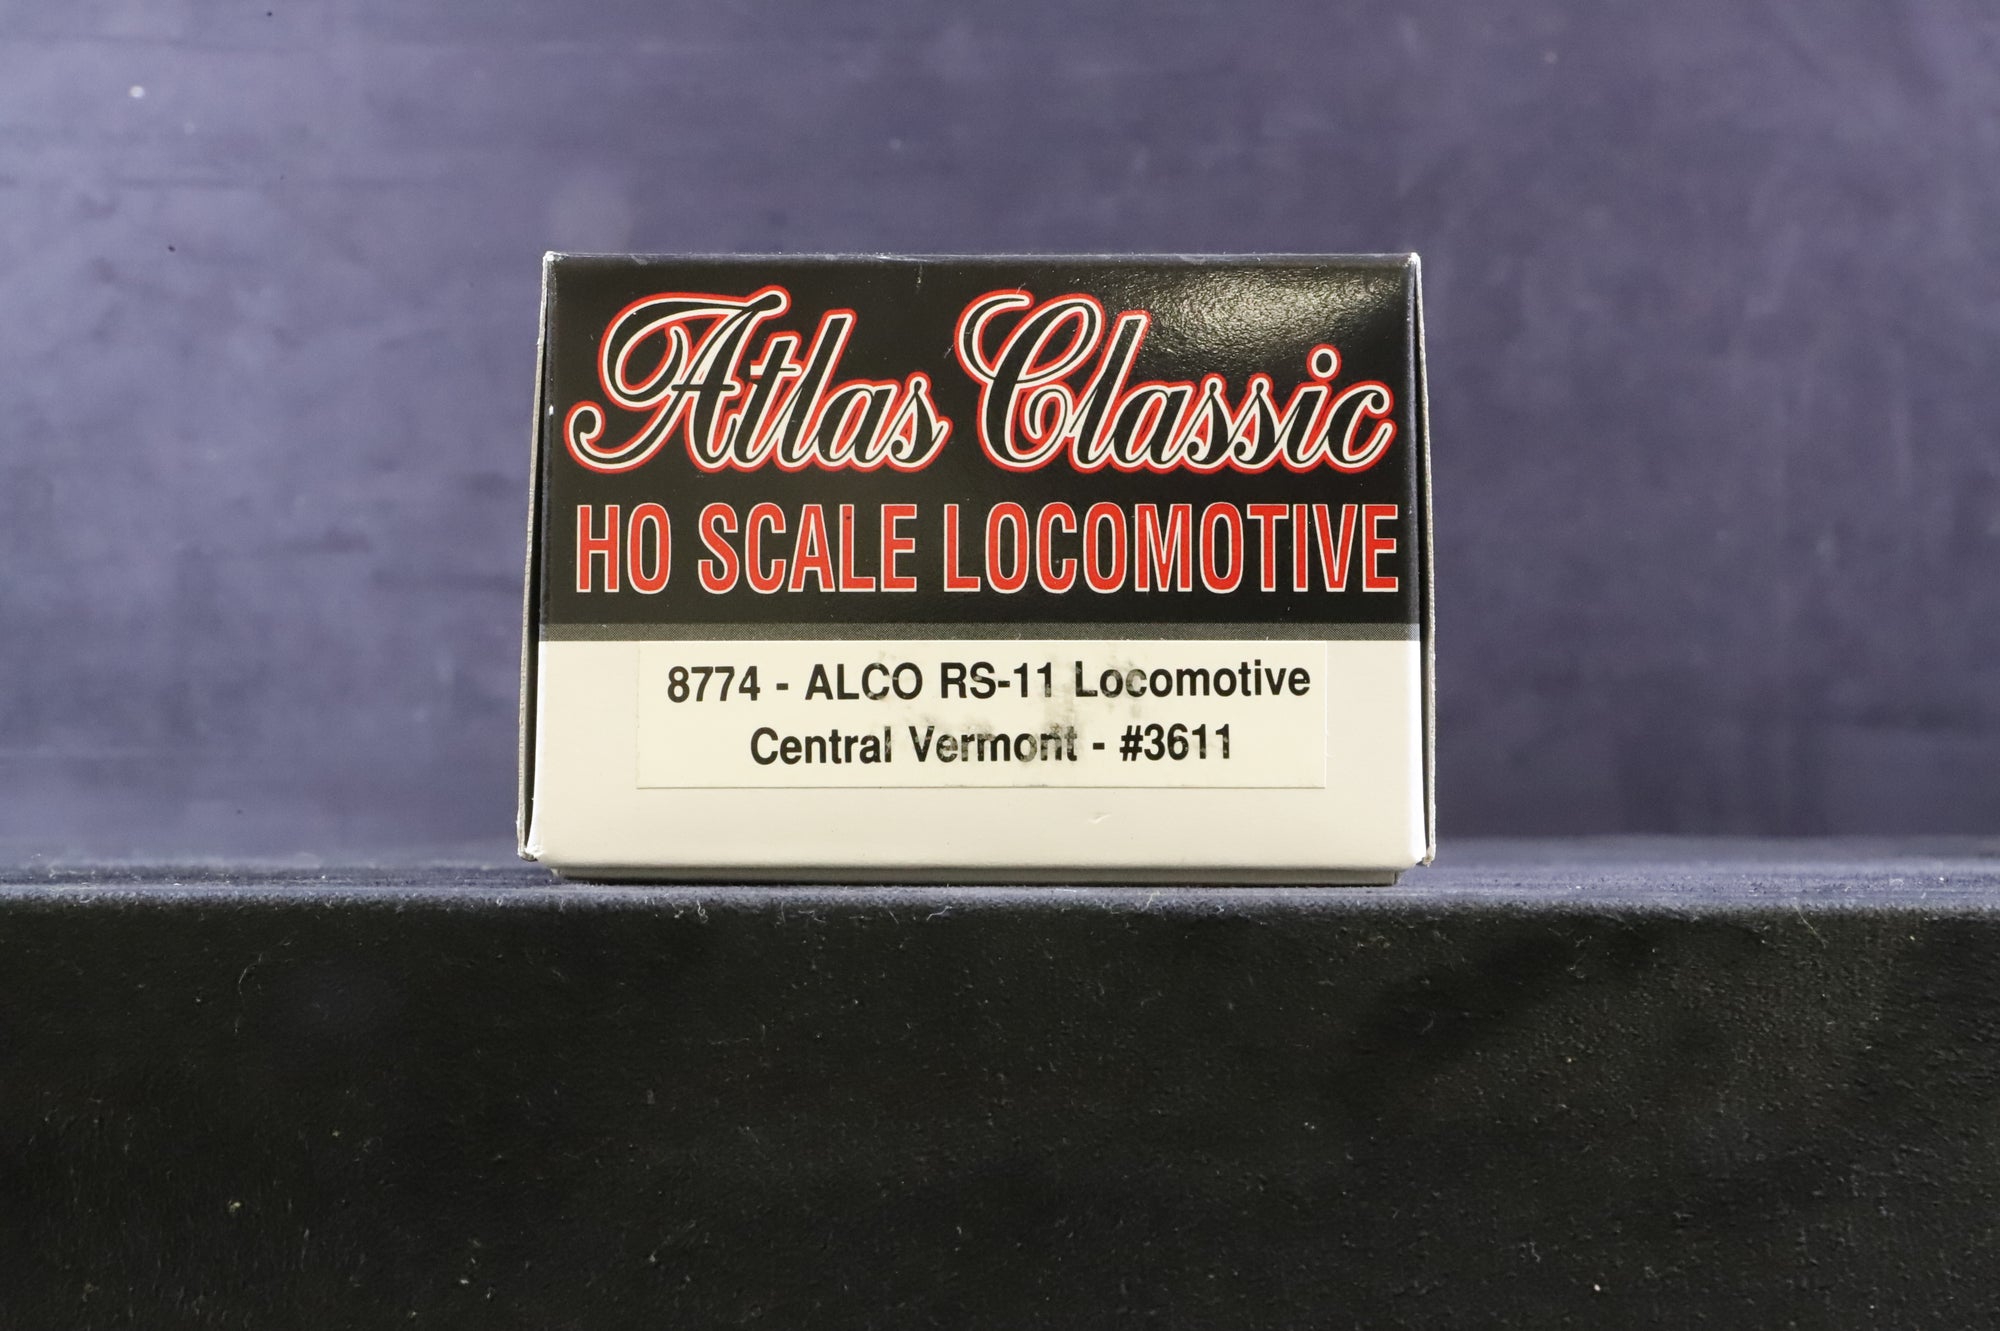 Atlas Classic
HO SCALE LOCOMOTIVE
8774 - ALCO RS-11 Locomotive
Central Vermont - #3611